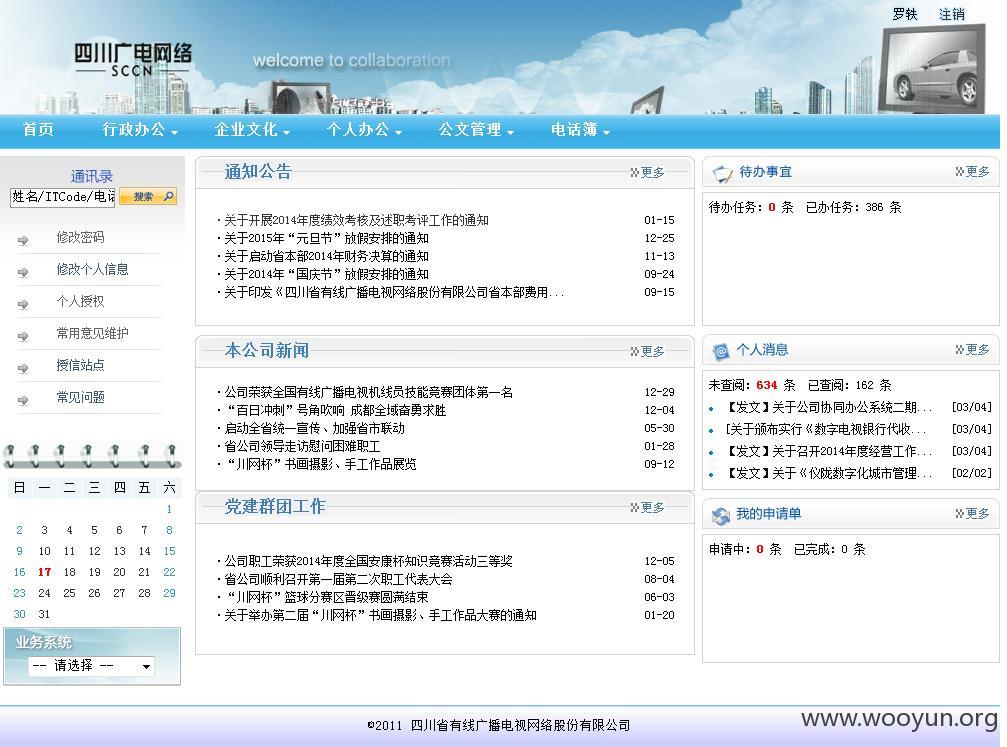 罗轶 注销
四川广电网络
SCCN
welcome to collaboration
首页 行政办公 企业文化 个人办公 公文管理 电话簿
通讯录
姓名/ITCode/电话 搜索
修改密码
修改个人信息
个人授权
常用意见维护
授信站点
常见问题
日 一 二 三 四 五 六
1
2 3 4 5 6 7 8
9 10 11 12 13 14 15
16 17 18 19 20 21 22
23 24 25 26 27 28 29
30 31
业务系统
-- 请选择 --
通知公告 更多
·关于开展2014年度绩效考核及述职考评工作的通知 01-15
·关于2015年“元旦节”放假安排的通知 12-25
·关于启动省本部2014年财务决算的通知 11-13
·关于2014年“国庆节”放假安排的通知 09-24
·关于印发《四川省有线广播电视网络股份有限公司省本部费用... 09-15
本公司新闻 更多
·公司荣获全国有线广播电视机线员技能竞赛团体第一名 12-29
·“百日冲刺”号角吹响 成都全域奋勇求胜 12-04
·启动全省统一宣传、加强省市联动 05-30
·省公司领导走访慰问困难职工 01-28
·“川网杯”书画摄影、手工作品展览 09-12
党建群团工作 更多
·公司职工荣获2014年度全国安康杯知识竞赛活动三等奖 12-05
·省公司顺利召开第一届第二次职工代表大会 08-04
·“川网杯”篮球分赛区晋级赛圆满结束 06-03
·关于举办第二届“川网杯”书画摄影、手工作品大赛的通知 01-20
待办事宜 更多
待办任务：0 条 已办任务：386 条
个人消息 更多
未查阅：634 条 已查阅：162 条
【发文】关于公司协同办公系统二期... [03/04]
[关于颁布实行《数字电视银行代收... [03/04]
【发文】关于召开2014年度经营工作... [03/04]
【发文】关于《仪陇数字化城市管理... [02/02]
我的申请单 更多
申请中：0 条 已完成：0 条
©2011 四川省有线广播电视网络股份有限公司
www.wooyun.org